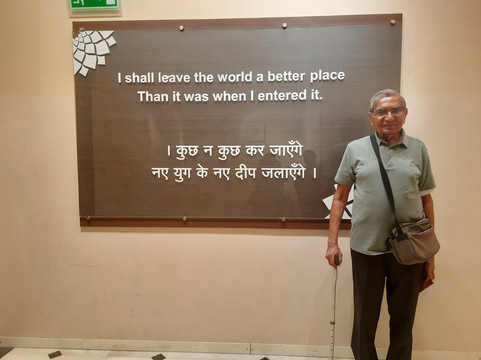 I shall leave the world a better place
Than it was when I entered it.
। कुछ न कुछ कर जाएँगे
नए युग के नए दीप जलाएँगे ।